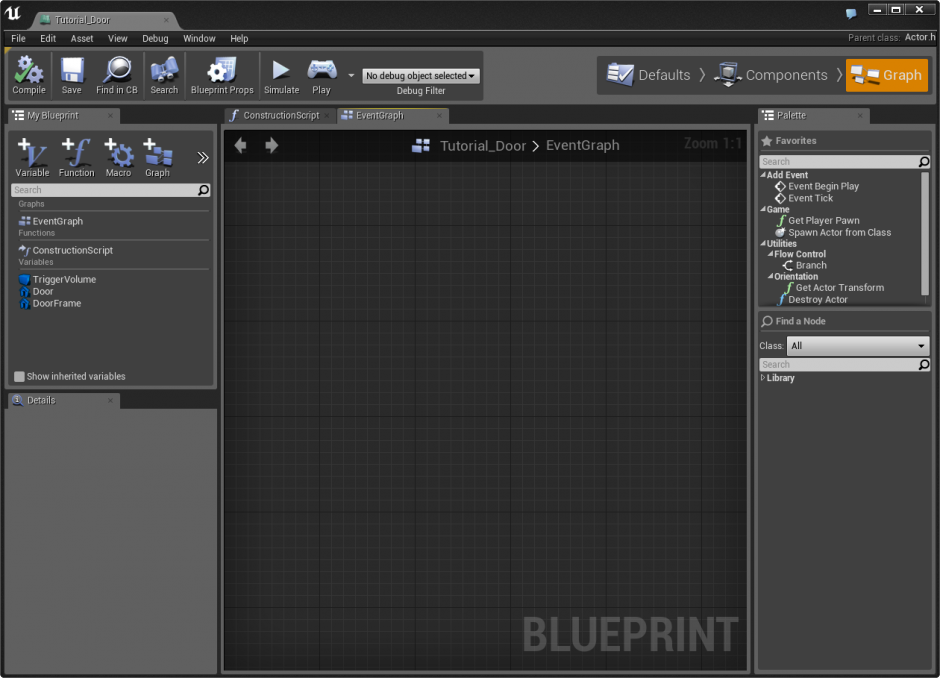 Tutorial_Door
File Edit Asset View Debug Window Help
Parent class: Actor.h
Compile Save Find in CB Search Blueprint Props Simulate Play
No debug object selected
Debug Filter
Defaults Components Graph
My Blueprint
Variable Function Macro Graph
Search
Graphs
EventGraph
Functions
ConstructionScript
Variables
TriggerVolume
Door
DoorFrame
Show inherited variables
Details
ConstructionScript EventGraph
Tutorial_Door > EventGraph
Zoom 1:1
BLUEPRINT
Palette
Favorites
Search
Add Event
Event Begin Play
Event Tick
Game
Get Player Pawn
Spawn Actor from Class
Utilities
Flow Control
Branch
Orientation
Get Actor Transform
Destroy Actor
Find a Node
Class: All
Search
Library